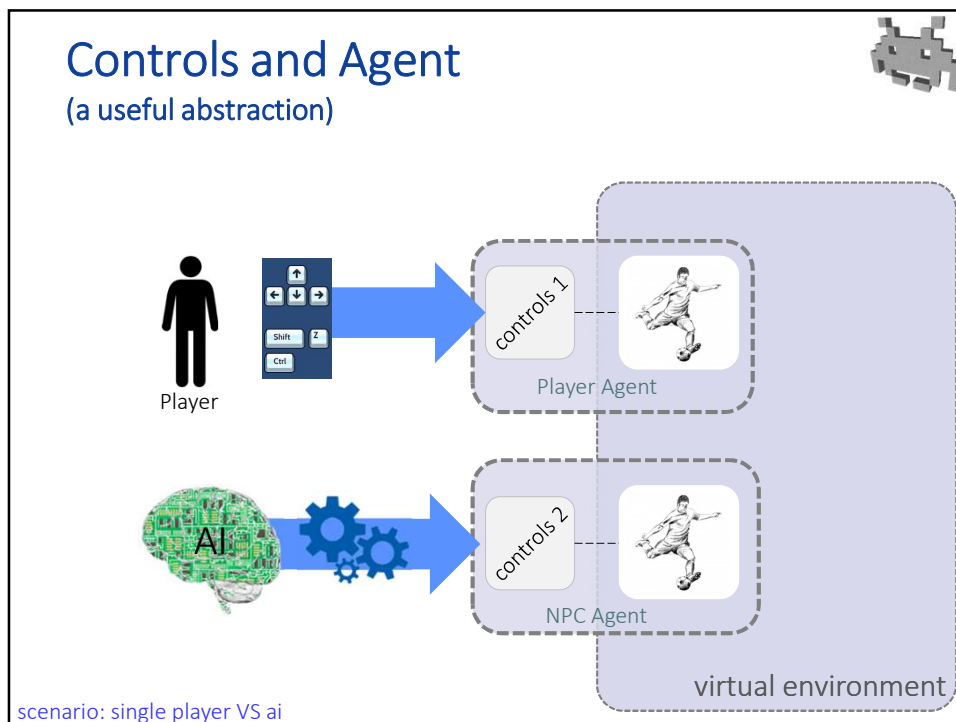 Controls and Agent
(a useful abstraction)
↑
← ↓ →
Shift Z
Ctrl
Player
controls 1
Player Agent
AI
controls 2
NPC Agent
virtual environment
scenario: single player VS ai